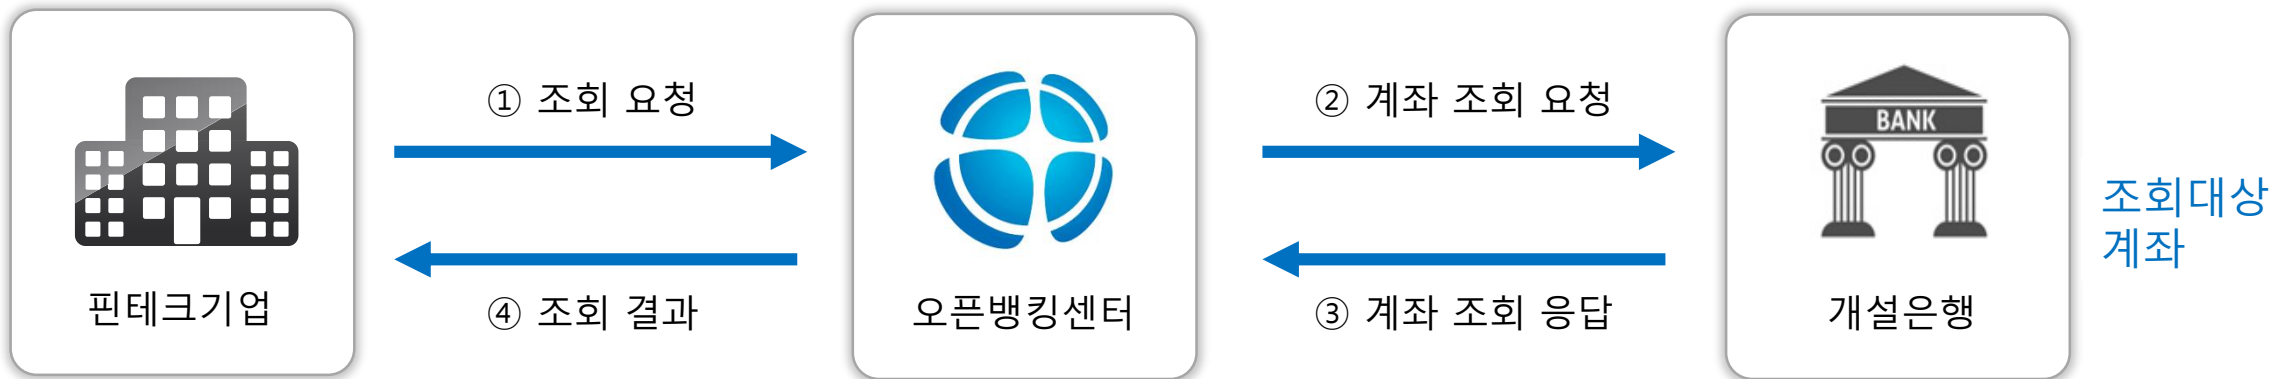 ① 조회 요청
② 계좌 조회 요청
BANK
조회대상
계좌
핀테크기업
④ 조회 결과
오픈뱅킹센터
③ 계좌 조회 응답
개설은행